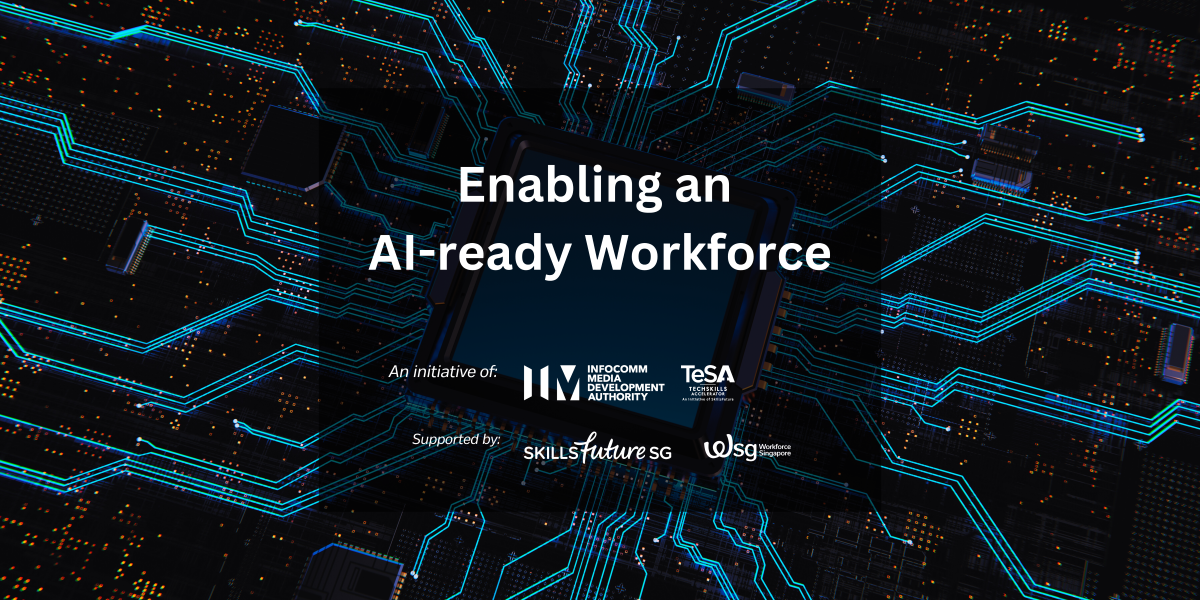 Enabling an
AI-ready Workforce
An initiative of:
INFOCOMM
MEDIA
DEVELOPMENT
AUTHORITY
TeSA
TECHSKILLS
ACCELERATOR
An Initiative of SkillsFuture
Supported by:
SKILLSfuture SG
Wsg
Workforce
Singapore